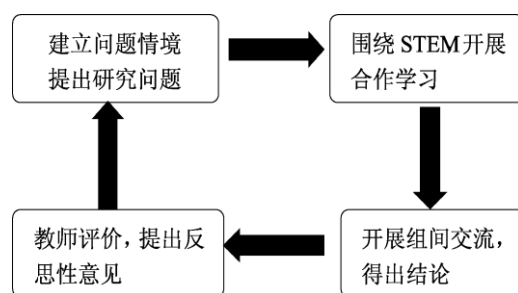 建立问题情境
提出研究问题
围绕 STEM 开展
合作学习
开展组间交流，
得出结论
教师评价，提出反
思性意见